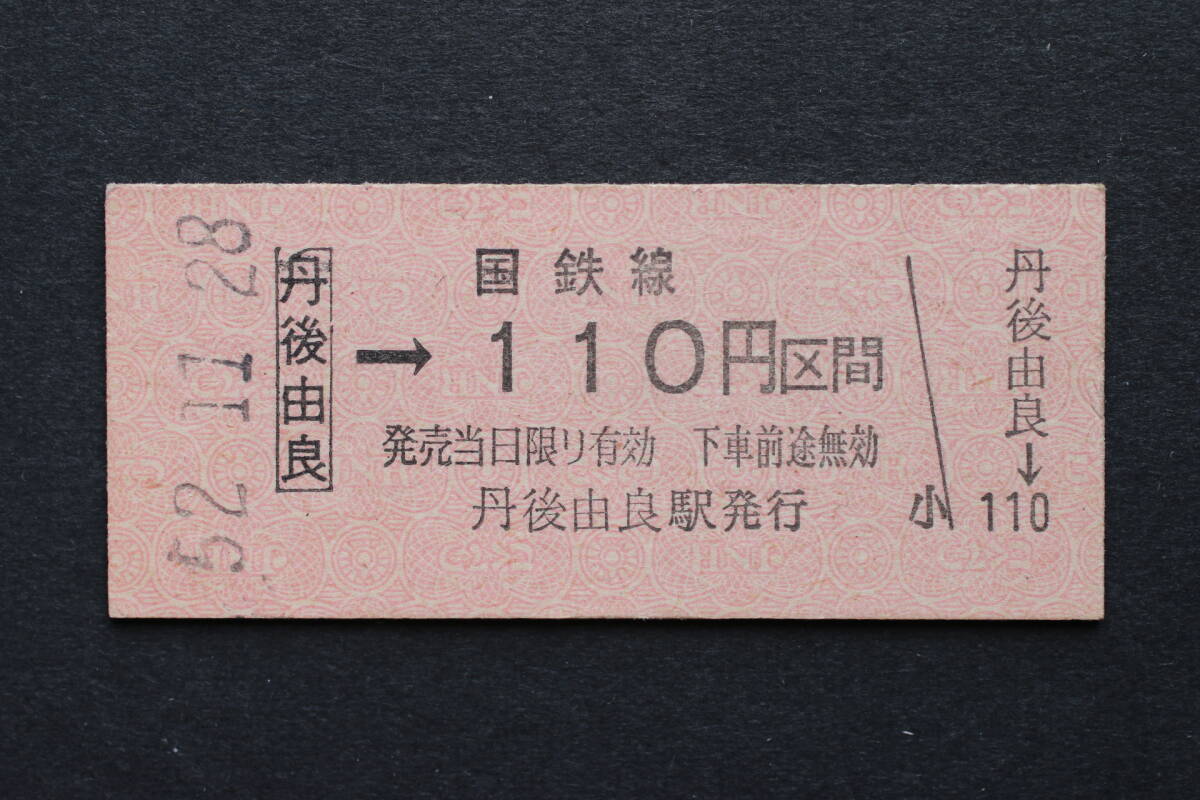 52.11.28
丹後由良
国鉄線
→110円区間
発売当日限り有効 下車前途無効
丹後由良駅発行
小
丹後由良→
110